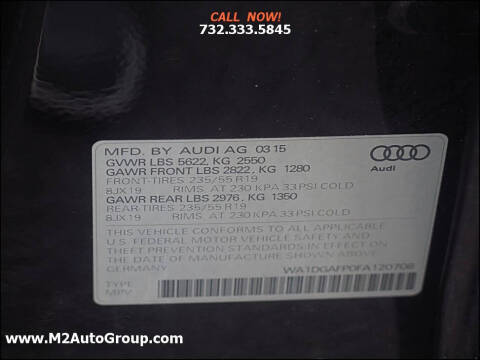 CALL NOW!
732.333.5845
MFD. BY AUDI AG 03 15
GVWR LBS 5622, KG 2550
GAWR FRONT LBS 2822, KG 1280
FRONT-TIRES: 235/55 R19
8JX19 RIMS, AT 230 KPA 33 PSI COLD
GAWR REAR LBS 2976, KG 1350
REAR TIRES: 235/55 R19
8JX19 RIMS, AT 230 KPA 33 PSI COLD
THIS VEHICLE CONFORMS TO ALL APPLICABLE
U.S. FEDERAL MOTOR VEHICLE SAFETY AND
THEFT PREVENTION STANDARDS IN EFFECT ON
THE DATE OF MANUFACTURE SHOWN ABOVE
GERMANY WA1DGAFP0FA120708
TYPE
MPV
Audi
www.M2AutoGroup.com